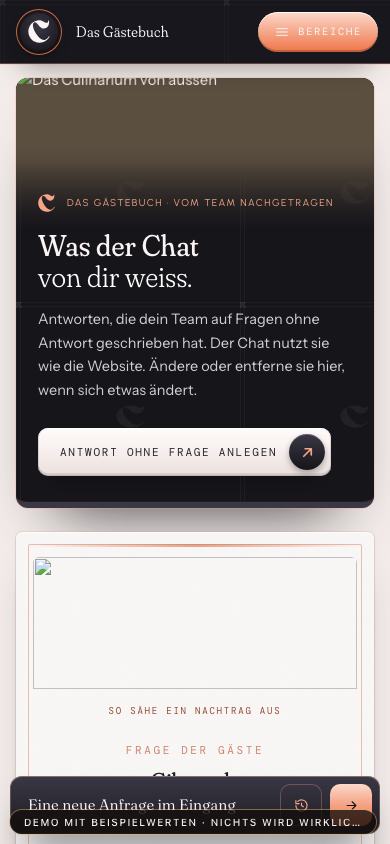 Das Gästebuch
BEREICHE
Das Culinarium von aussen
DAS GÄSTEBUCH · VOM TEAM NACHGETRAGEN
Was der Chat
von dir weiss.
Antworten, die dein Team auf Fragen ohne
Antwort geschrieben hat. Der Chat nutzt sie
wie die Website. Ändere oder entferne sie hier,
wenn sich etwas ändert.
ANTWORT OHNE FRAGE ANLEGEN
SO SÄHE EIN NACHTRAG AUS
FRAGE DER GÄSTE
Eine neue Anfrage im Eingang
DEMO MIT BEISPIELWERTEN · NICHTS WIRD WIRKLIC…